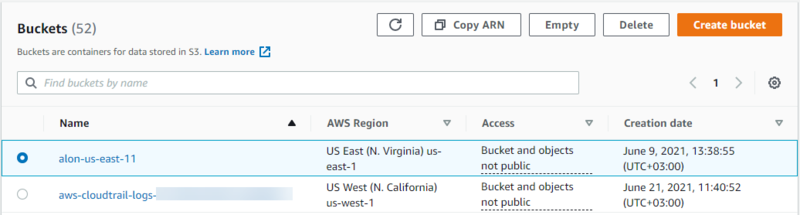 Buckets (52)
Copy ARN
Empty
Delete
Create bucket
Buckets are containers for data stored in S3. Learn more
Find buckets by name
1
Name AWS Region Access Creation date
alon-us-east-11 US East (N. Virginia) us- Bucket and objects June 9, 2021, 13:38:55
east-1 not public (UTC+03:00)
aws-cloudtrail-logs- US West (N. California) Bucket and objects June 21, 2021, 11:40:52
us-west-1 not public (UTC+03:00)